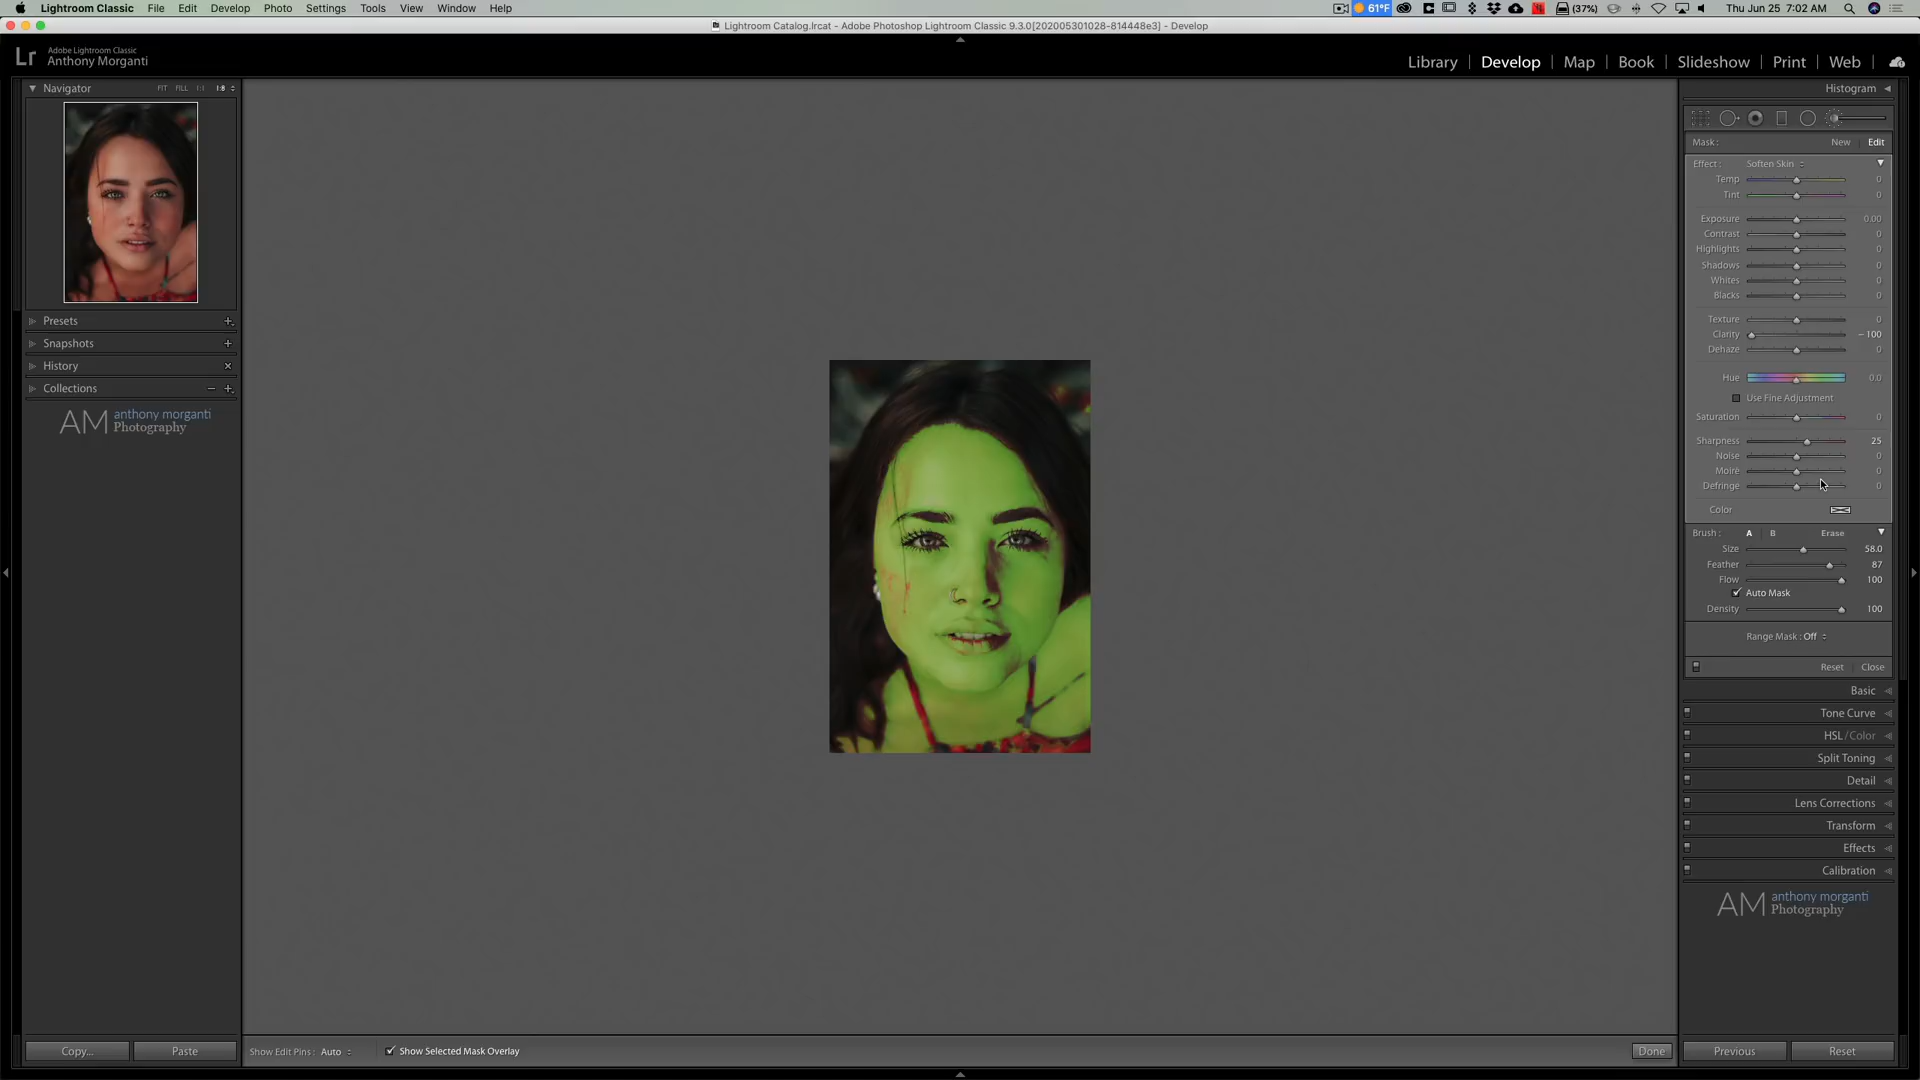 Lightroom Classic File Edit Develop Photo Settings Tools View Window Help
61°F (37%) Thu Jun 25 7:02 AM
Lightroom Catalog.lrcat - Adobe Photoshop Lightroom Classic 9.3.0[202005301028-814448e3] - Develop
Lr Adobe Lightroom Classic
Anthony Morganti
Library | Develop | Map | Book | Slideshow | Print | Web
Navigator FIT FILL 1:1 1:8
Histogram
Mask : New Edit
Effect : Soften Skin
Temp 0
Tint 0
Exposure 0.00
Contrast 0
Highlights 0
Shadows 0
Whites 0
Blacks 0
Texture 0
Clarity – 100
Dehaze 0
Hue 0.0
Use Fine Adjustment
Saturation 0
Sharpness 25
Noise 0
Moiré 0
Defringe 0
Color
Brush : A B Erase
Size 58.0
Feather 87
Flow 100
Auto Mask
Density 100
Range Mask : Off
Reset Close
Basic
Tone Curve
HSL / Color
Split Toning
Detail
Lens Corrections
Transform
Effects
Calibration
AM anthony morganti
Photography
Presets
Snapshots
History
Collections
AM anthony morganti
Photography
Copy... Paste
Show Edit Pins : Auto Show Selected Mask Overlay
Done
Previous Reset